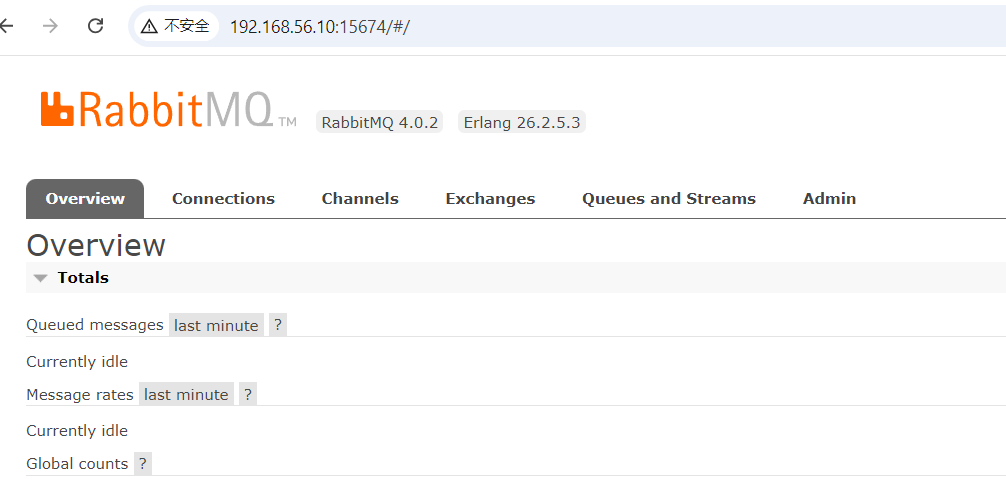 不安全 192.168.56.10:15674/#/
RabbitMQ TM RabbitMQ 4.0.2 Erlang 26.2.5.3
Overview Connections Channels Exchanges Queues and Streams Admin
Overview
Totals
Queued messages last minute ?
Currently idle
Message rates last minute ?
Currently idle
Global counts ?